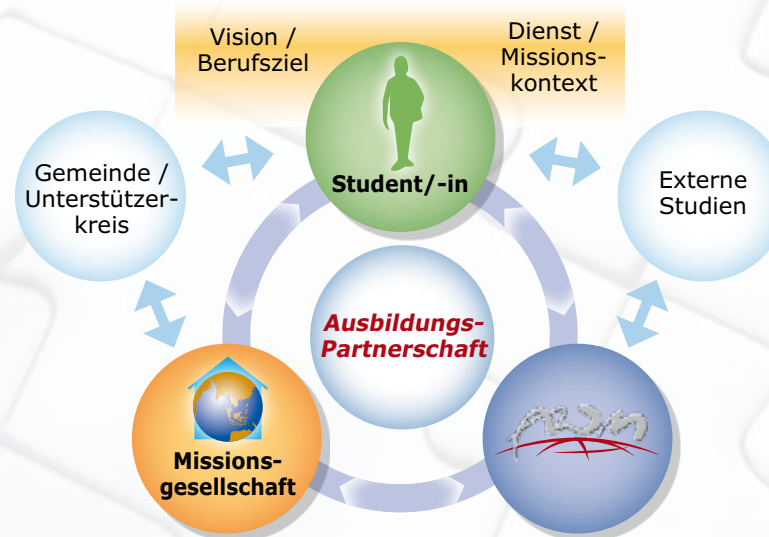 Vision /
Berufsziel
Dienst /
Missions-
kontext
Gemeinde /
Unterstützer-
kreis
Student/-in
Externe
Studien
Ausbildungs-
Partnerschaft
Missions-
gesellschaft